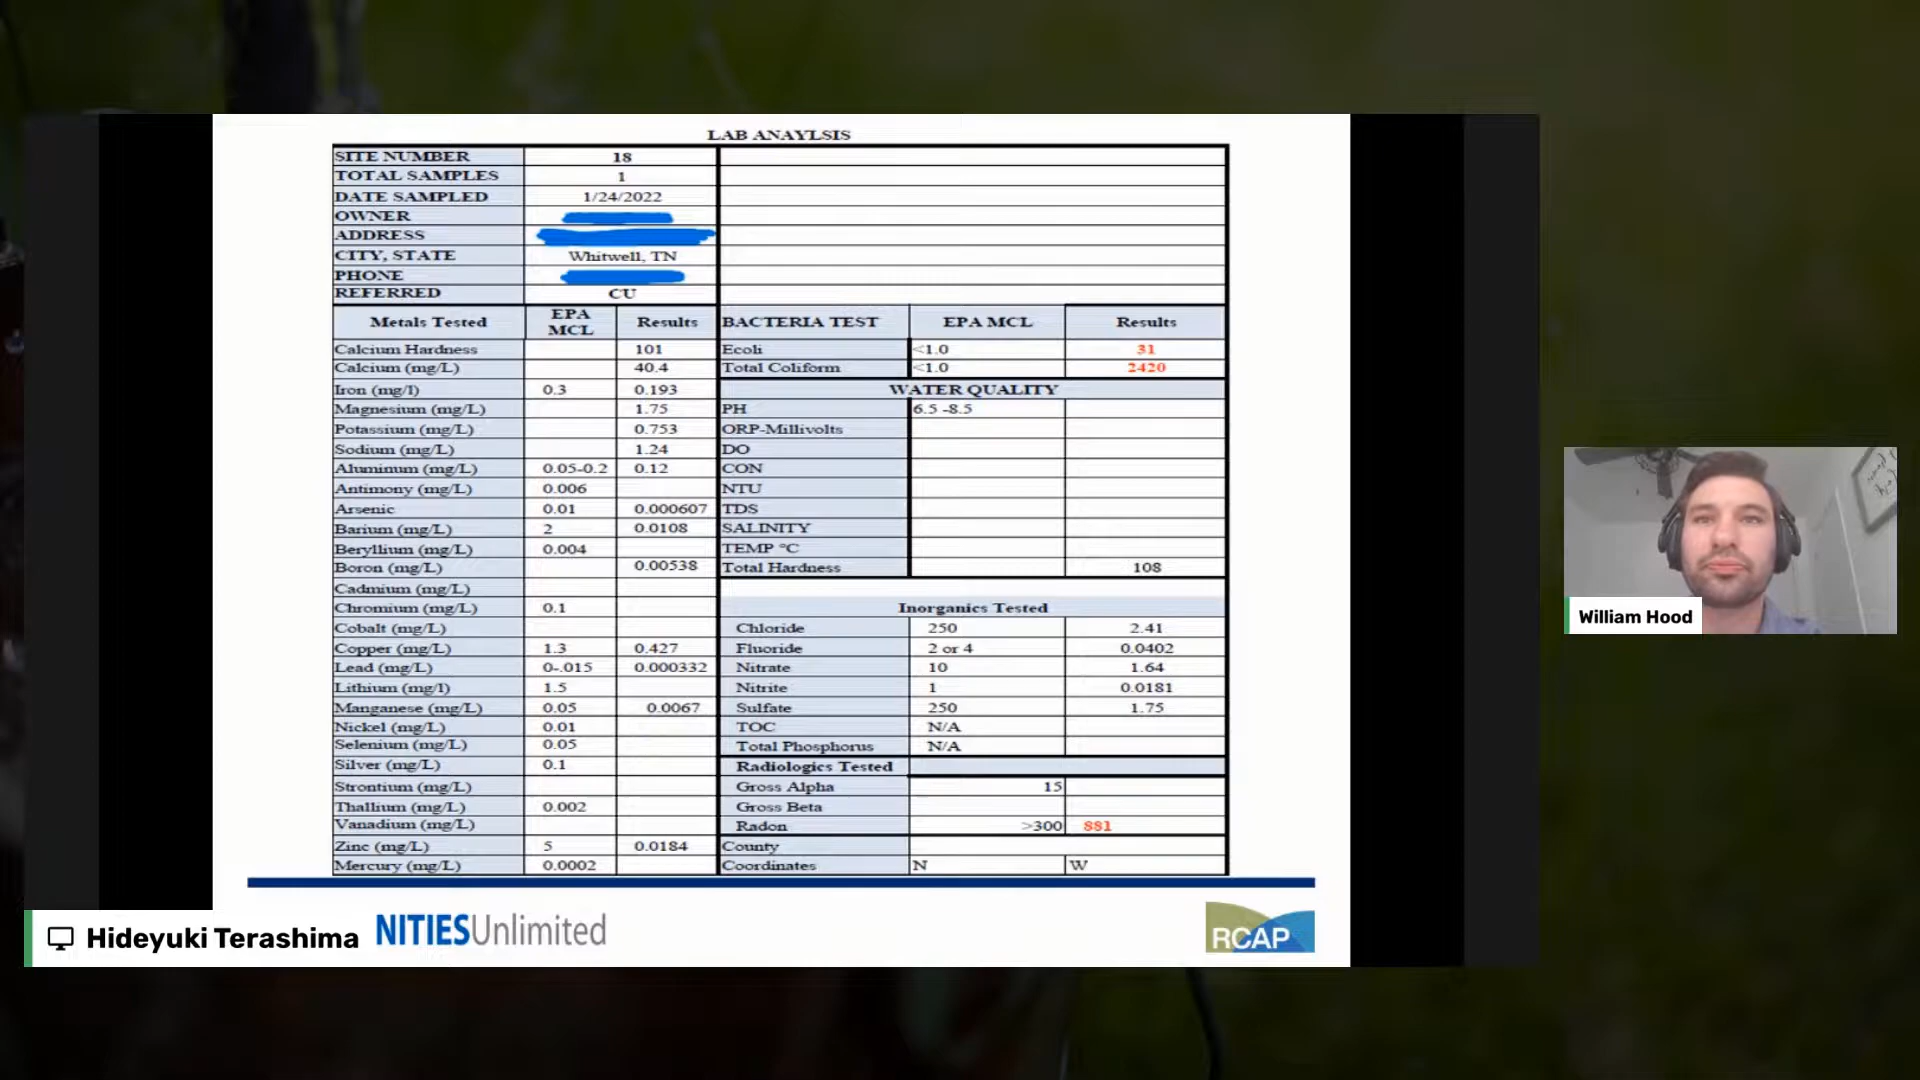 LAB ANAYLSIS
SITE NUMBER 18
TOTAL SAMPLES 1
DATE SAMPLED 1/24/2022
OWNER
ADDRESS
CITY, STATE Whitwell, TN
PHONE
REFERRED CU
Metals Tested EPA MCL Results BACTERIA TEST EPA MCL Results
Calcium Hardness 101 Ecoli <1.0 31
Calcium (mg/L) 40.4 Total Coliform <1.0 2420
Iron (mg/l) 0.3 0.193 WATER QUALITY
Magnesium (mg/L) 1.75 PH 6.5 -8.5
Potassium (mg/L) 0.753 ORP-Millivolts
Sodium (mg/L) 1.24 DO
Aluminum (mg/L) 0.05-0.2 0.12 CON
Antimony (mg/L) 0.006 NTU
Arsenic 0.01 0.000607 TDS
Barium (mg/L) 2 0.0108 SALINITY
Beryllium (mg/L) 0.004 TEMP °C
Boron (mg/L) 0.00538 Total Hardness 108
Cadmium (mg/L)
Chromium (mg/L) 0.1 Inorganics Tested
Cobalt (mg/L) Chloride 250 2.41
Copper (mg/L) 1.3 0.427 Fluoride 2 or 4 0.0402
Lead (mg/L) 0-.015 0.000332 Nitrate 10 1.64
Lithium (mg/l) 1.5 Nitrite 1 0.0181
Manganese (mg/L) 0.05 0.0067 Sulfate 250 1.75
Nickel (mg/L) 0.01 TOC N/A
Selenium (mg/L) 0.05 Total Phosphorus N/A
Silver (mg/L) 0.1 Radiologics Tested
Strontium (mg/L) Gross Alpha 15
Thallium (mg/L) 0.002 Gross Beta
Vanadium (mg/L) Radon >300 881
Zinc (mg/L) 5 0.0184 County
Mercury (mg/L) 0.0002 Coordinates N W
William Hood
Hideyuki Terashima
NITIESUnlimited
RCAP